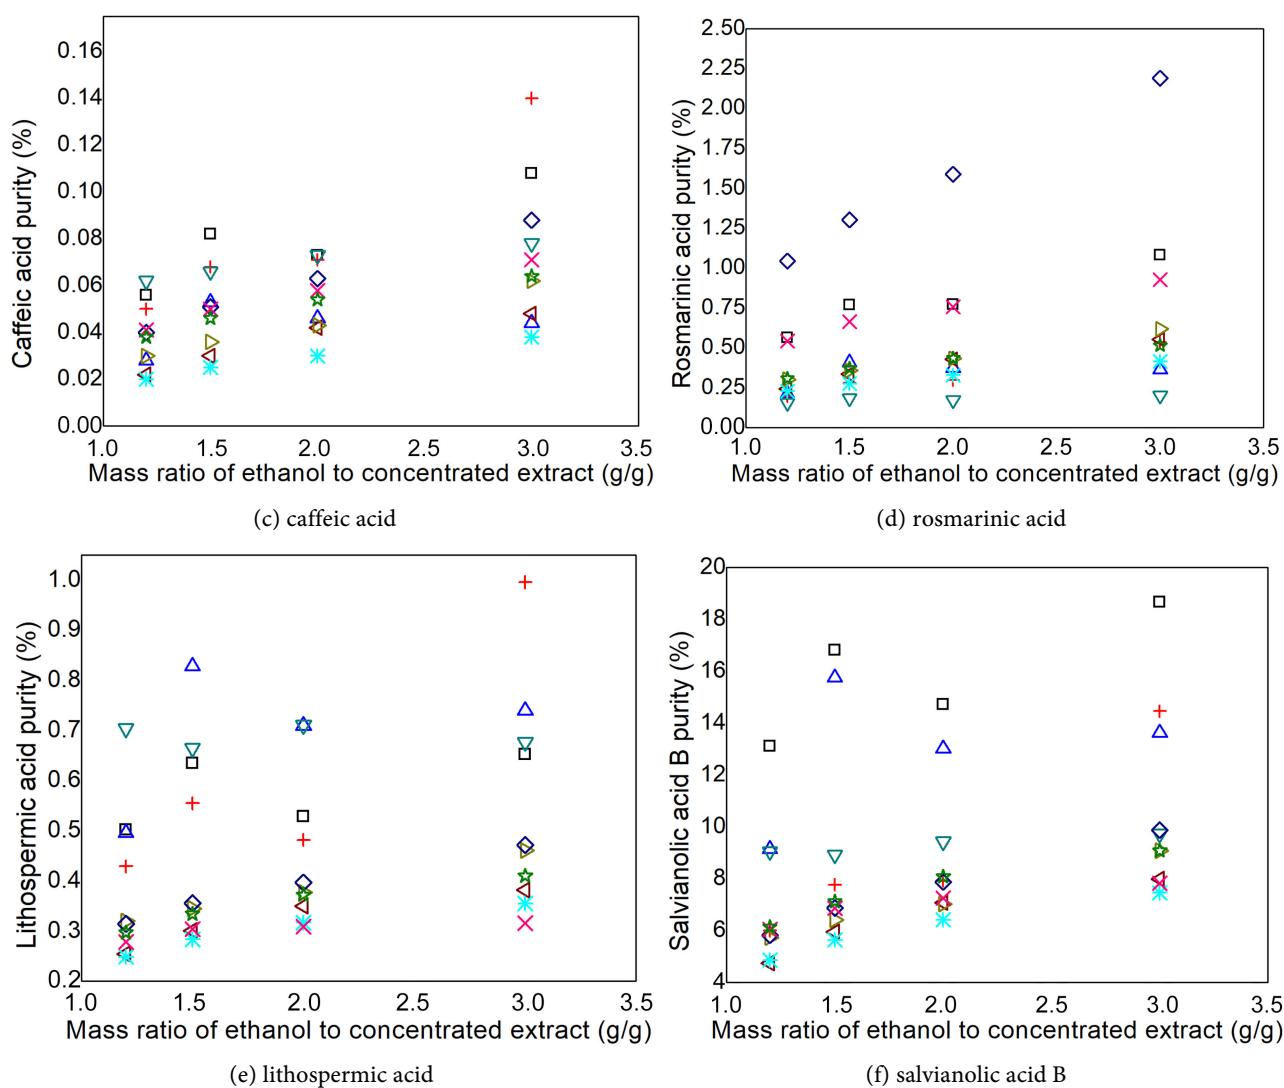 Caffeic acid purity (%)
0.16
0.14
0.12
0.10
0.08
0.06
0.04
0.02
0.00
1.0 1.5 2.0 2.5 3.0 3.5
Mass ratio of ethanol to concentrated extract (g/g)
(c) caffeic acid
Rosmarinic acid purity (%)
2.50
2.25
2.00
1.75
1.50
1.25
1.00
0.75
0.50
0.25
0.00
1.0 1.5 2.0 2.5 3.0 3.5
Mass ratio of ethanol to concentrated extract (g/g)
(d) rosmarinic acid
Lithospermic acid purity (%)
1.0
0.9
0.8
0.7
0.6
0.5
0.4
0.3
0.2
1.0 1.5 2.0 2.5 3.0 3.5
Mass ratio of ethanol to concentrated extract (g/g)
(e) lithospermic acid
Salvianolic acid B purity (%)
20
18
16
14
12
10
8
6
4
1.0 1.5 2.0 2.5 3.0 3.5
Mass ratio of ethanol to concentrated extract (g/g)
(f) salvianolic acid B